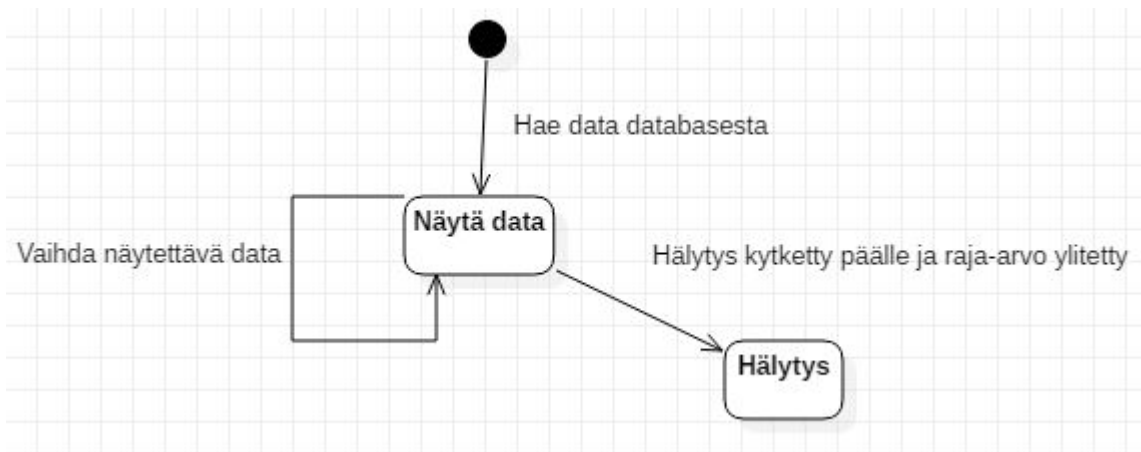 Hae data databasesta
Näytä data
Vaihda näytettävä data
Hälytys kytketty päälle ja raja-arvo ylitetty
Hälytys